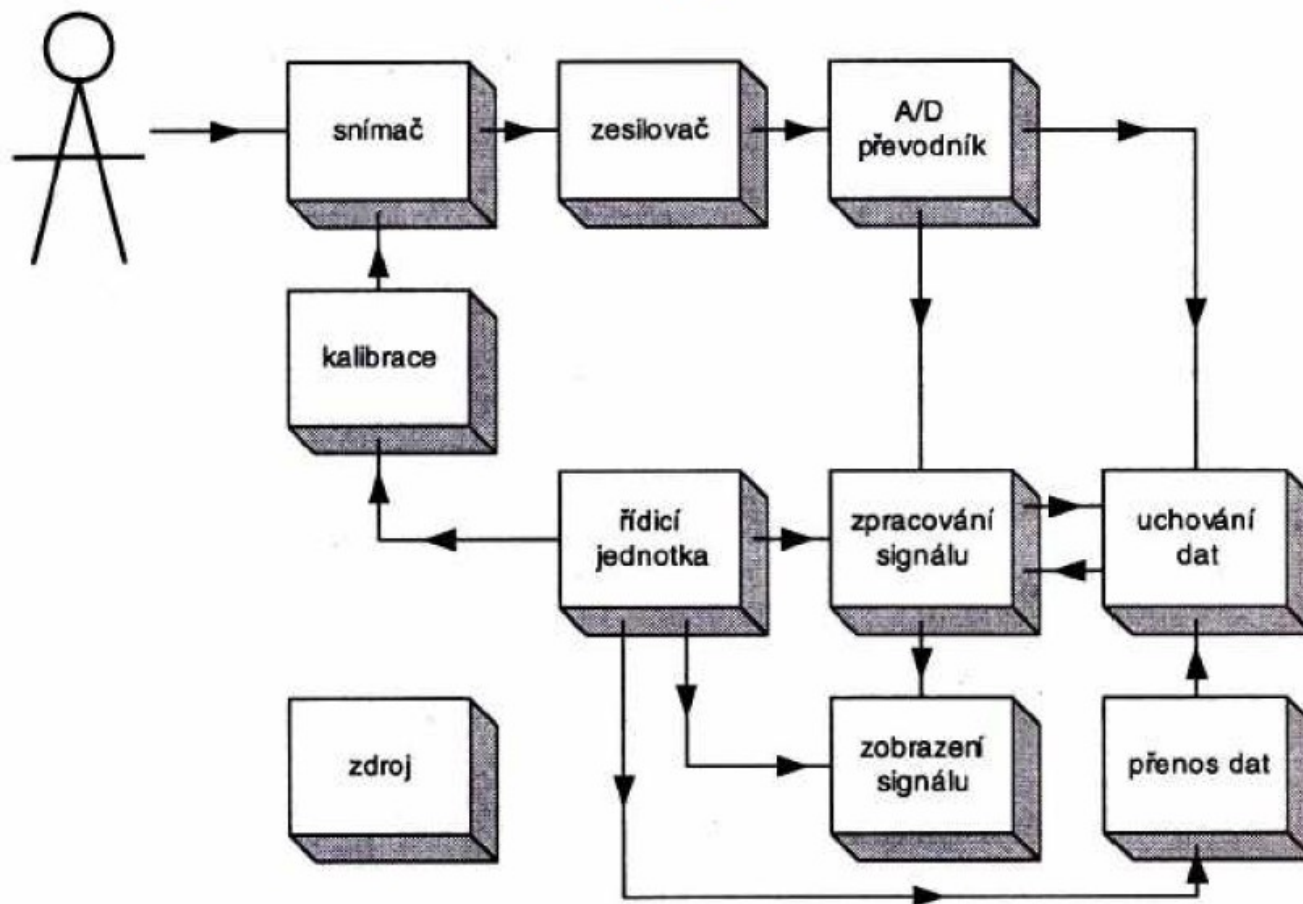 snímač
zesilovač
A/D
převodník
kalibrace
řídicí
jednotka
zpracování
signálu
uchování
dat
zdroj
zobrazení
signálu
přenos dat